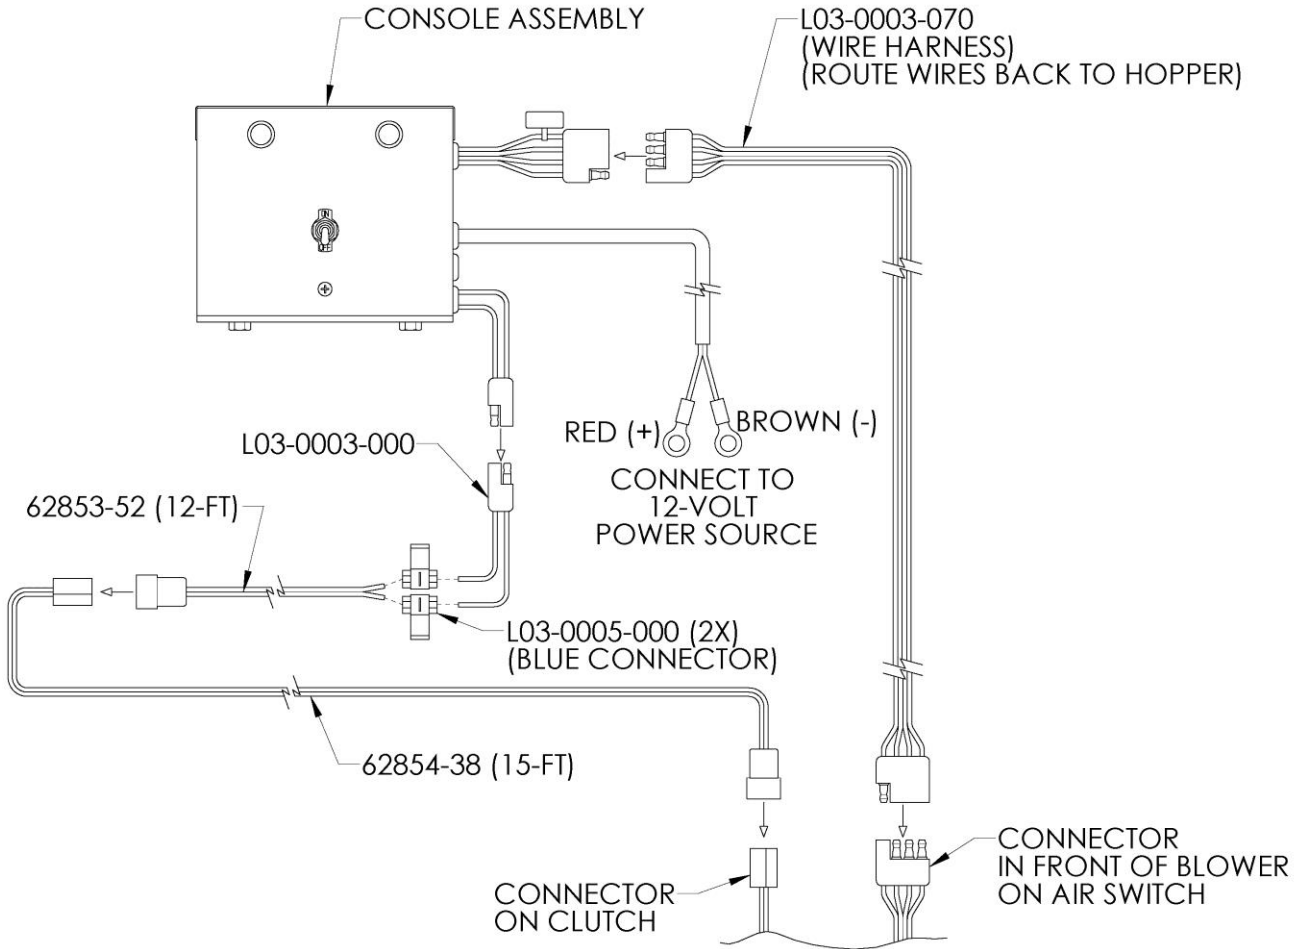 CONSOLE ASSEMBLY
L03-0003-070
(WIRE HARNESS)
(ROUTE WIRES BACK TO HOPPER)
ON
OFF
RED (+)
BROWN (-)
CONNECT TO
12-VOLT
POWER SOURCE
L03-0003-000
62853-52 (12-FT)
L03-0005-000 (2X)
(BLUE CONNECTOR)
62854-38 (15-FT)
CONNECTOR
ON CLUTCH
CONNECTOR
IN FRONT OF BLOWER
ON AIR SWITCH